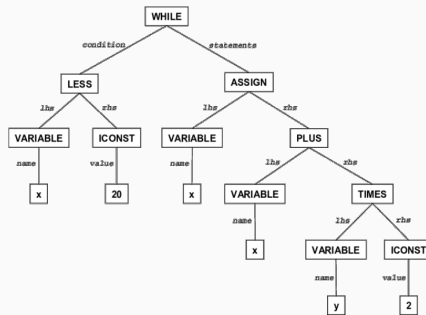 WHILE
condition statements
LESS ASSIGN
lhs rhs lhs rhs
VARIABLE ICONST VARIABLE PLUS
name value name lhs rhs
x 20 x VARIABLE TIMES
name lhs rhs
x VARIABLE ICONST
name value
y 2